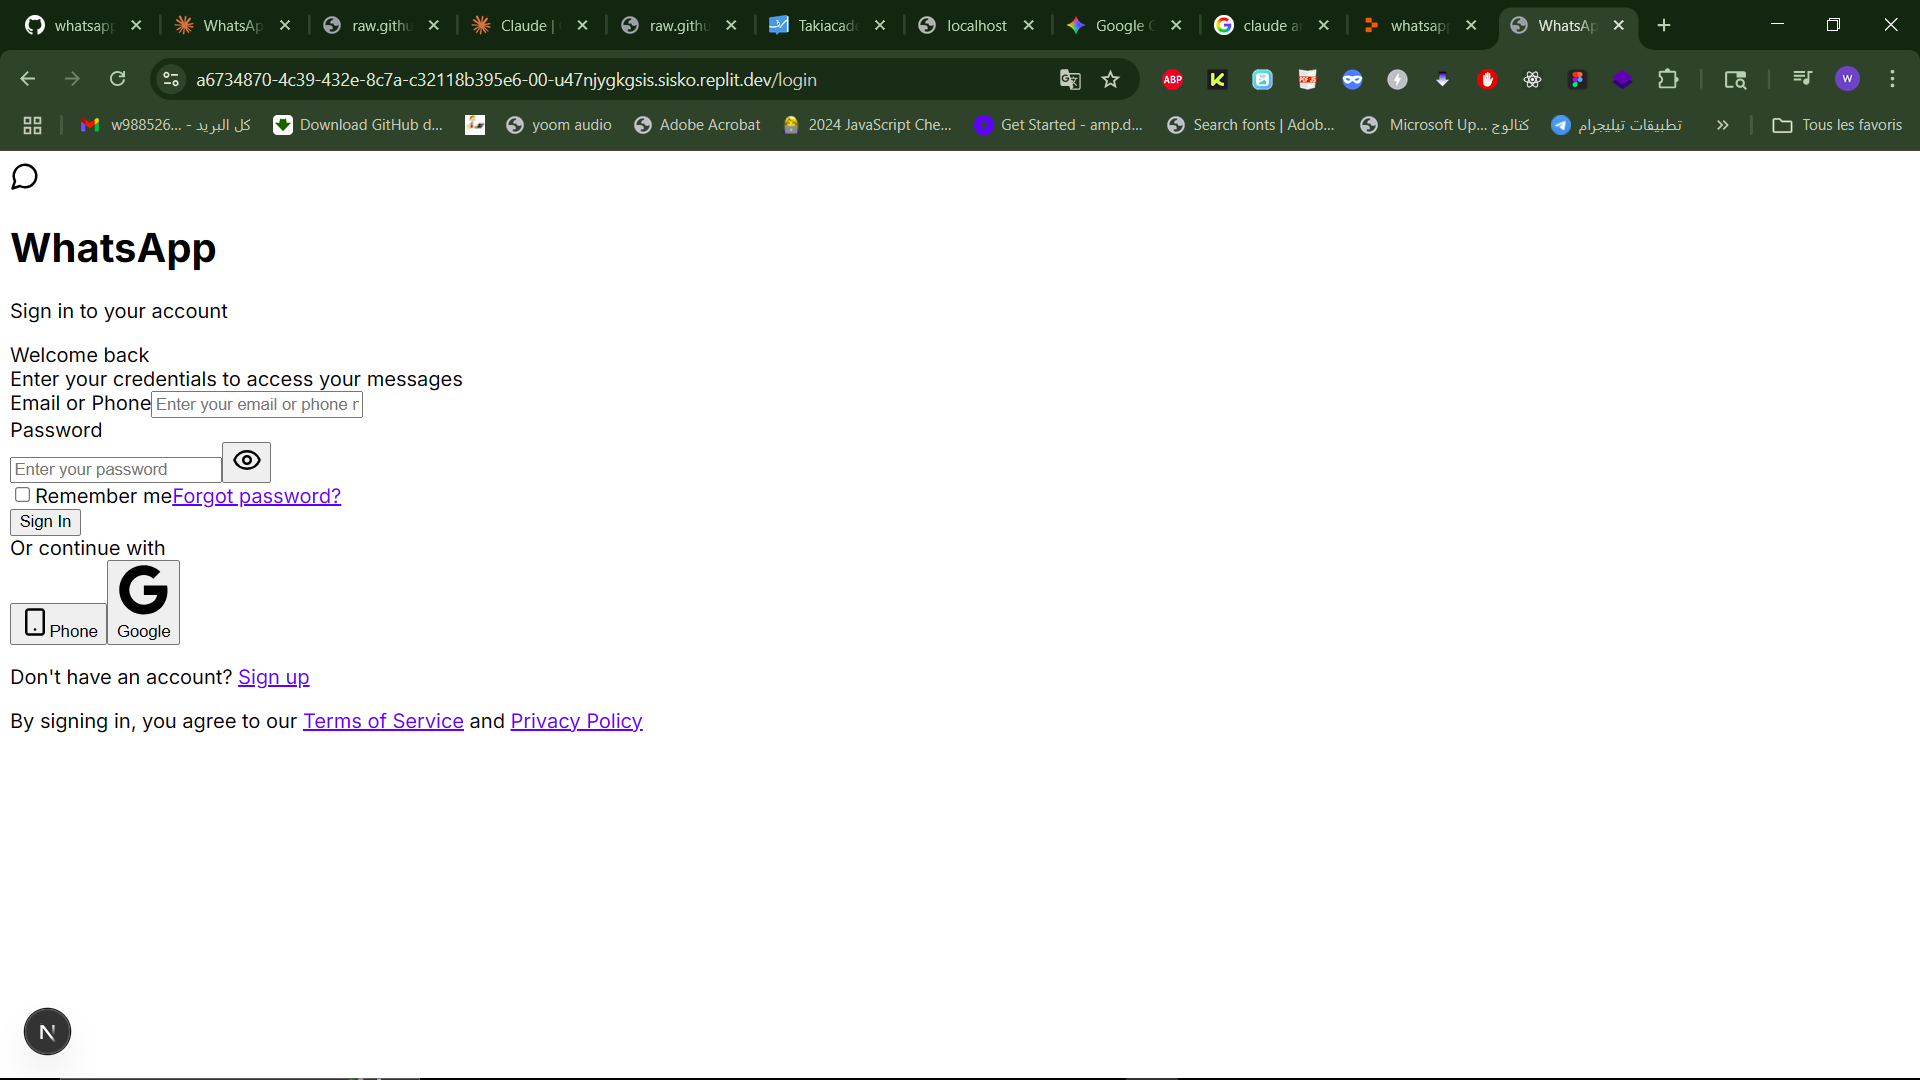 whatsapp
WhatsAp
raw.githu
Claude |
raw.githu
Takiacade
localhost
Google
claude a
whatsapp
WhatsAp
a6734870-4c39-432e-8c7a-c32118b395e6-00-u47njygkgsis.sisko.replit.dev/login
ABP
W
w988526... - كل البريد
Download GitHub d...
yoom audio
Adobe Acrobat
2024 JavaScript Che...
Get Started - amp.d...
Search fonts | Adob...
Microsoft Up... كتالوج
تطبيقات تيليجرام
Tous les favoris
WhatsApp
Sign in to your account
Welcome back
Enter your credentials to access your messages
Email or Phone Enter your email or phone r
Password
Enter your password
Remember meForgot password?
Sign In
Or continue with
Phone
Google
Don't have an account? Sign up
By signing in, you agree to our Terms of Service and Privacy Policy
N